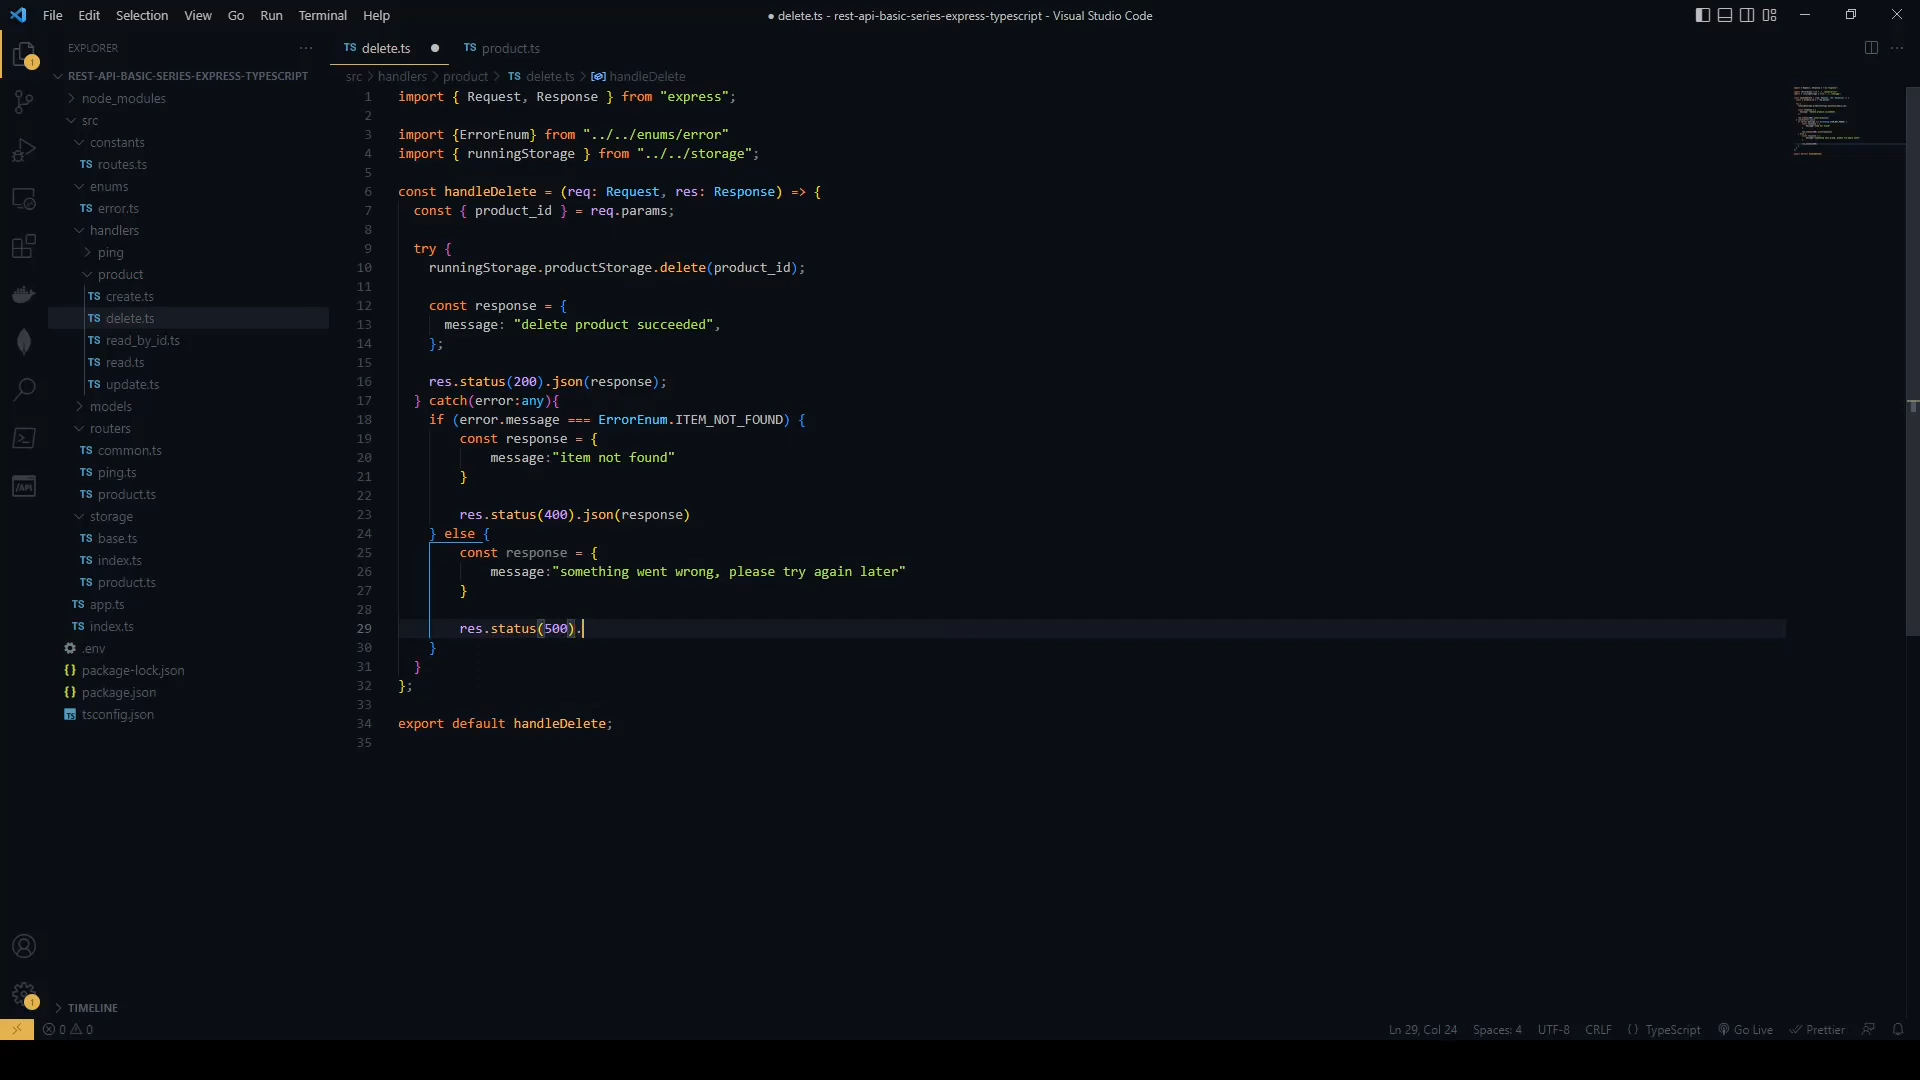 File Edit Selection View Go Run Terminal Help
● delete.ts - rest-api-basic-series-express-typescript - Visual Studio Code
EXPLORER
REST-API-BASIC-SERIES-EXPRESS-TYPESCRIPT
node_modules
src
constants
TS routes.ts
enums
TS error.ts
handlers
ping
product
TS create.ts
TS delete.ts
TS read_by_id.ts
TS read.ts
TS update.ts
models
routers
TS common.ts
TS ping.ts
TS product.ts
storage
TS base.ts
TS index.ts
TS product.ts
TS app.ts
TS index.ts
.env
{} package-lock.json
{} package.json
TS tsconfig.json
TIMELINE
/API
1
1
TS delete.ts ● TS product.ts
src > handlers > product > TS delete.ts > handleDelete
1 import { Request, Response } from "express";
2
3 import {ErrorEnum} from "../../enums/error"
4 import { runningStorage } from "../../storage";
5
6 const handleDelete = (req: Request, res: Response) => {
7 const { product_id } = req.params;
8
9 try {
10 runningStorage.productStorage.delete(product_id);
11
12 const response = {
13 message: "delete product succeeded",
14 };
15
16 res.status(200).json(response);
17 } catch(error:any){
18 if (error.message === ErrorEnum.ITEM_NOT_FOUND) {
19 const response = {
20 message:"item not found"
21 }
22
23 res.status(400).json(response)
24 } else {
25 const response = {
26 message:"something went wrong, please try again later"
27 }
28
29 res.status(500).
30 }
31 }
32 };
33
34 export default handleDelete;
35
0 0
Ln 29, Col 24 Spaces: 4 UTF-8 CRLF {} TypeScript Go Live Prettier